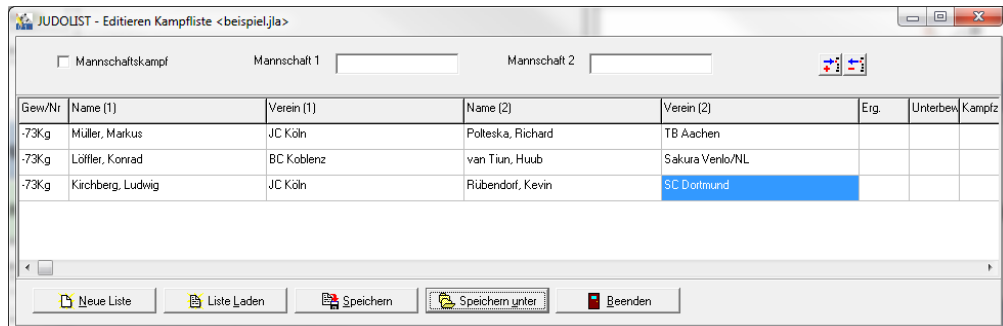 JUDOLIST - Editieren Kampfliste <beispiel.jla>
Mannschaftskampf Mannschaft 1 Mannschaft 2
Gew/Nr Name (1) Verein (1) Name (2) Verein (2) Erg. Unterbew Kampfz
-73Kg Müller, Markus JC Köln Polteska, Richard TB Aachen
-73Kg Löffler, Konrad BC Koblenz van Tiun, Huub Sakura Venlo/NL
-73Kg Kirchberg, Ludwig JC Köln Rübendorf, Kevin SC Dortmund
Neue Liste Liste Laden Speichern Speichern unter Beenden